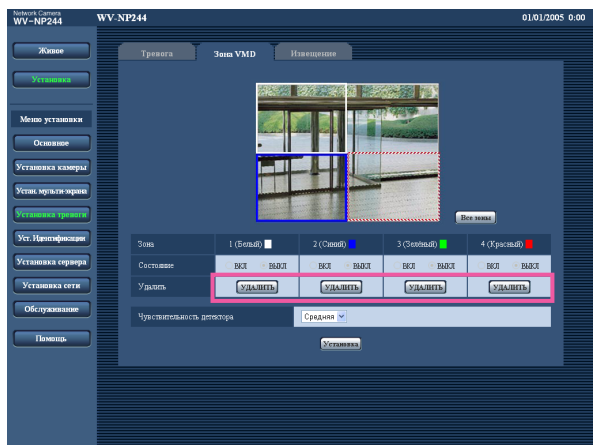 Network Camera
WV-NP244
WV-NP244
01/01/2005 0:00
Живое
Установка
Меню установки
Основное
Установка камеры
Устан. мульти-экрана
Установка тревоги
Уст. Идентификации
Установка сервера
Установка сети
Обслуживание
Помощь
Тревога
Зона VMD
Извещение
Все зоны
Зона
1 (Белый)
2 (Синий)
3 (Зелёный)
4 (Красный)
Состояние
ВКЛ ВЫКЛ
ВКЛ ВЫКЛ
ВКЛ ВЫКЛ
ВКЛ ВЫКЛ
Удалить
УДАЛИТЬ
УДАЛИТЬ
УДАЛИТЬ
УДАЛИТЬ
Чувствительность детектора
Средняя
Установка